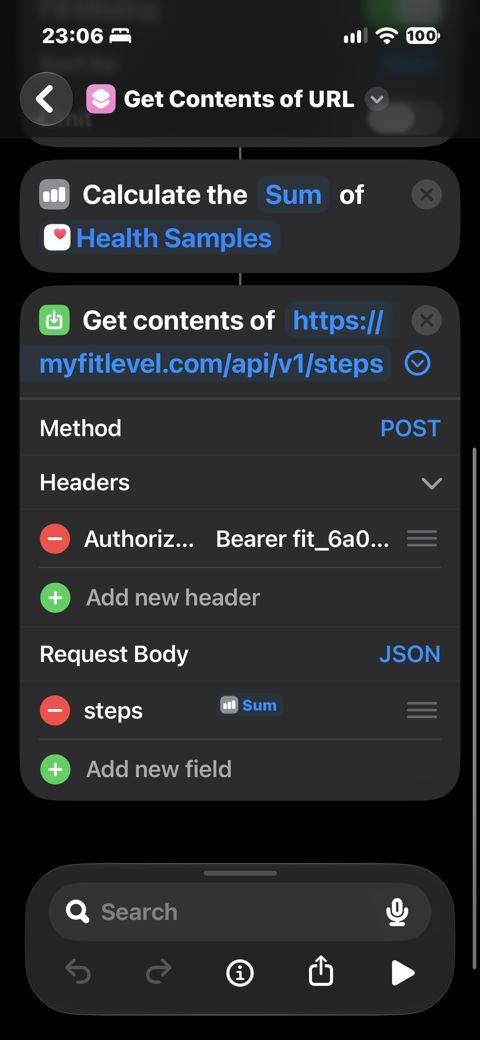 23:06
100
Get Contents of URL
Calculate the Sum of
Health Samples
Get contents of https://
myfitlevel.com/api/v1/steps
Method POST
Headers
Authoriz... Bearer fit_6a0...
Add new header
Request Body JSON
steps Sum
Add new field
Search